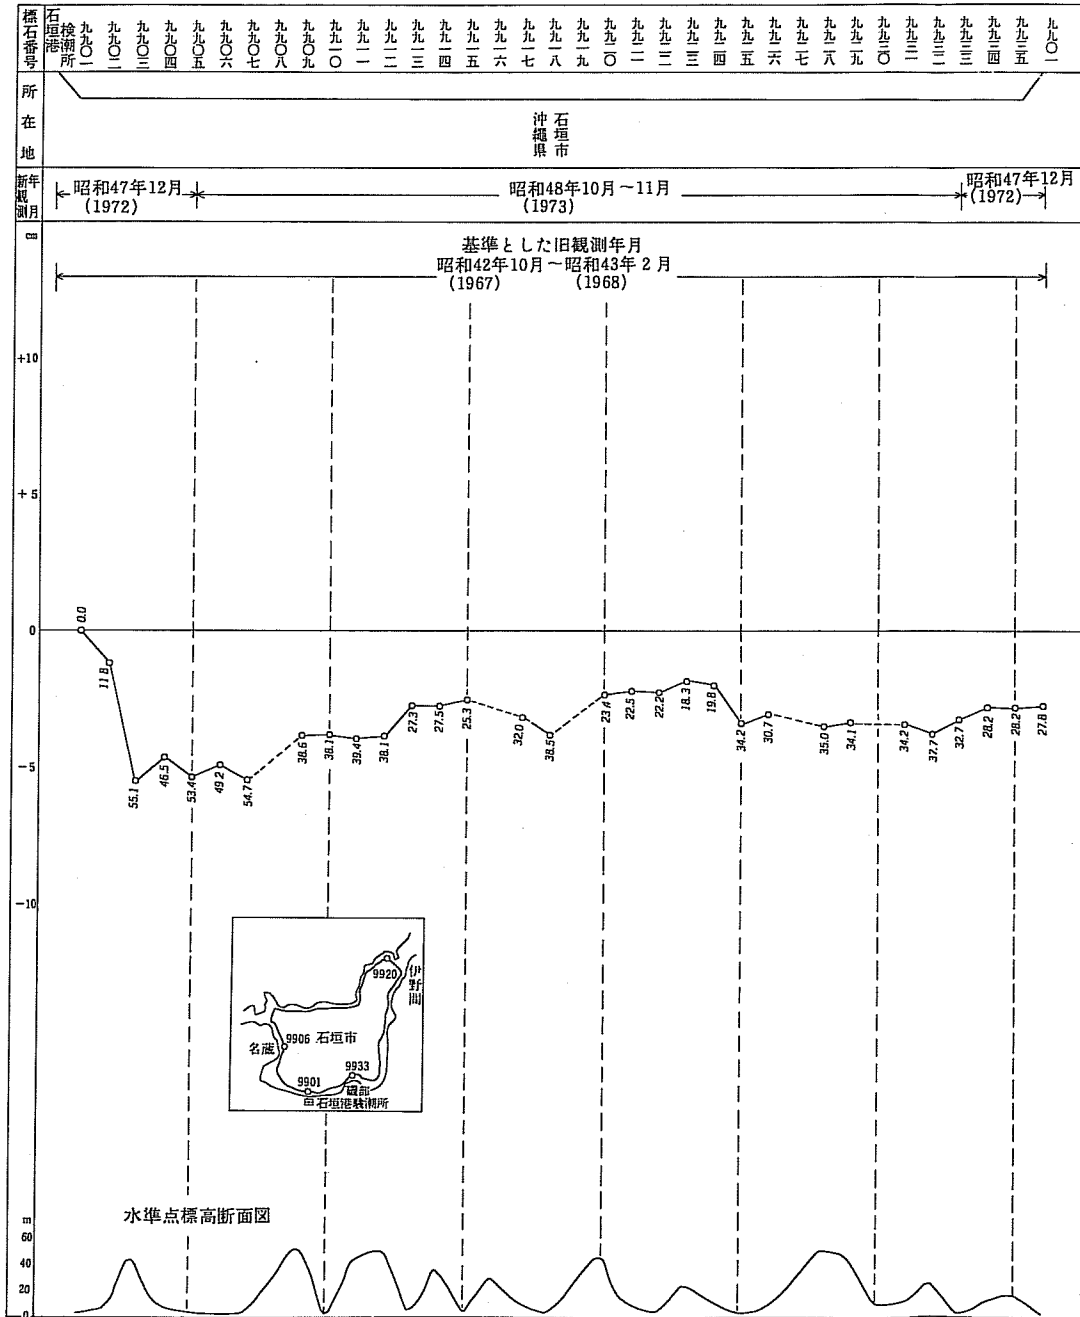 標石番号
石垣港
検潮所
九九〇一
九九〇二
九九〇三
九九〇四
九九〇五
九九〇六
九九〇七
九九〇八
九九〇九
九九一〇
九九一一
九九一二
九九一三
九九一四
九九一五
九九一六
九九一七
九九一八
九九一九
九九二〇
九九二一
九九二二
九九二三
九九二四
九九二五
九九二六
九九二七
九九二八
九九二九
九九三〇
九九三一
九九三二
九九三三
九九三四
九九三五
九九〇一
所在地
石垣市
沖縄県
新観測
年月
昭和47年12月
(1972)
昭和48年10月～11月
(1973)
昭和47年12月
(1972)
cm
基準とした旧観測年月
昭和42年10月～昭和43年2月
(1967) (1968)
+10
+5
0
-5
-10
0.0
11.8
55.1
46.5
53.4
49.2
54.7
38.6
38.1
39.4
38.1
27.3
27.5
25.3
32.0
38.5
23.4
22.5
22.2
18.3
19.8
34.2
30.7
35.0
34.1
34.2
37.7
32.7
28.2
28.2
27.8
9920
伊野間
9906
石垣市
名蔵
9901
9933
磯部
石垣港験潮所
水準点標高断面図
m
60
40
20
0